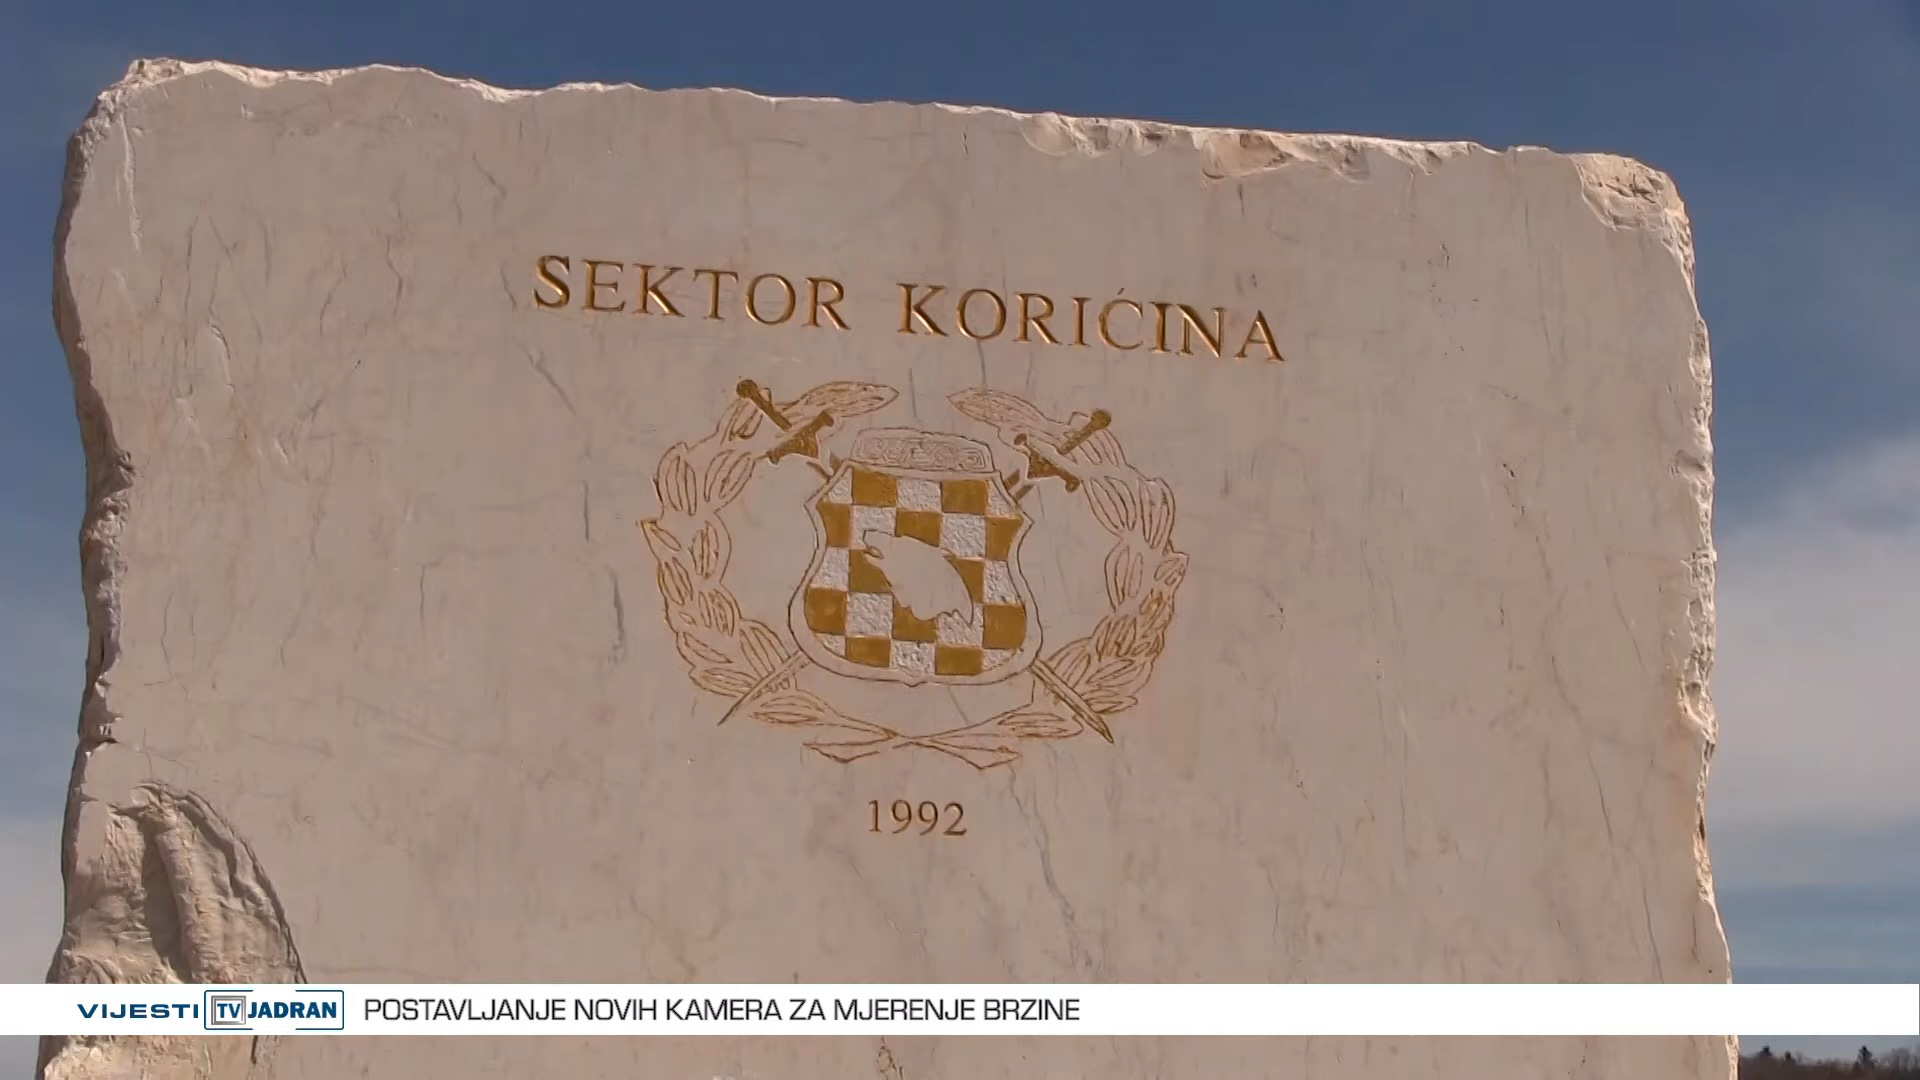 SEKTOR KORIĆINA
1992
VIJESTI TV JADRAN POSTAVLJANJE NOVIH KAMERA ZA MJERENJE BRZINE